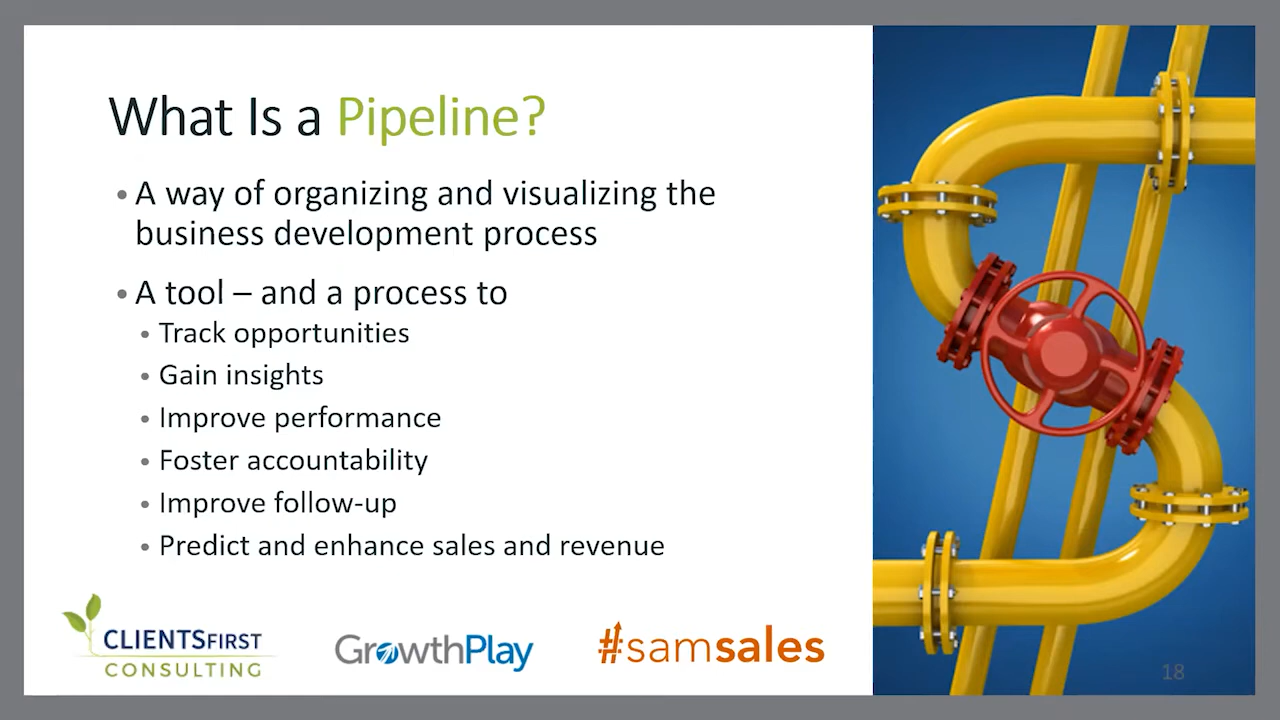 What Is a Pipeline?
• A way of organizing and visualizing the
business development process
• A tool – and a process to
• Track opportunities
• Gain insights
• Improve performance
• Foster accountability
• Improve follow-up
• Predict and enhance sales and revenue
CLIENTSFIRST
CONSULTING
GrowthPlay
#samsales
18